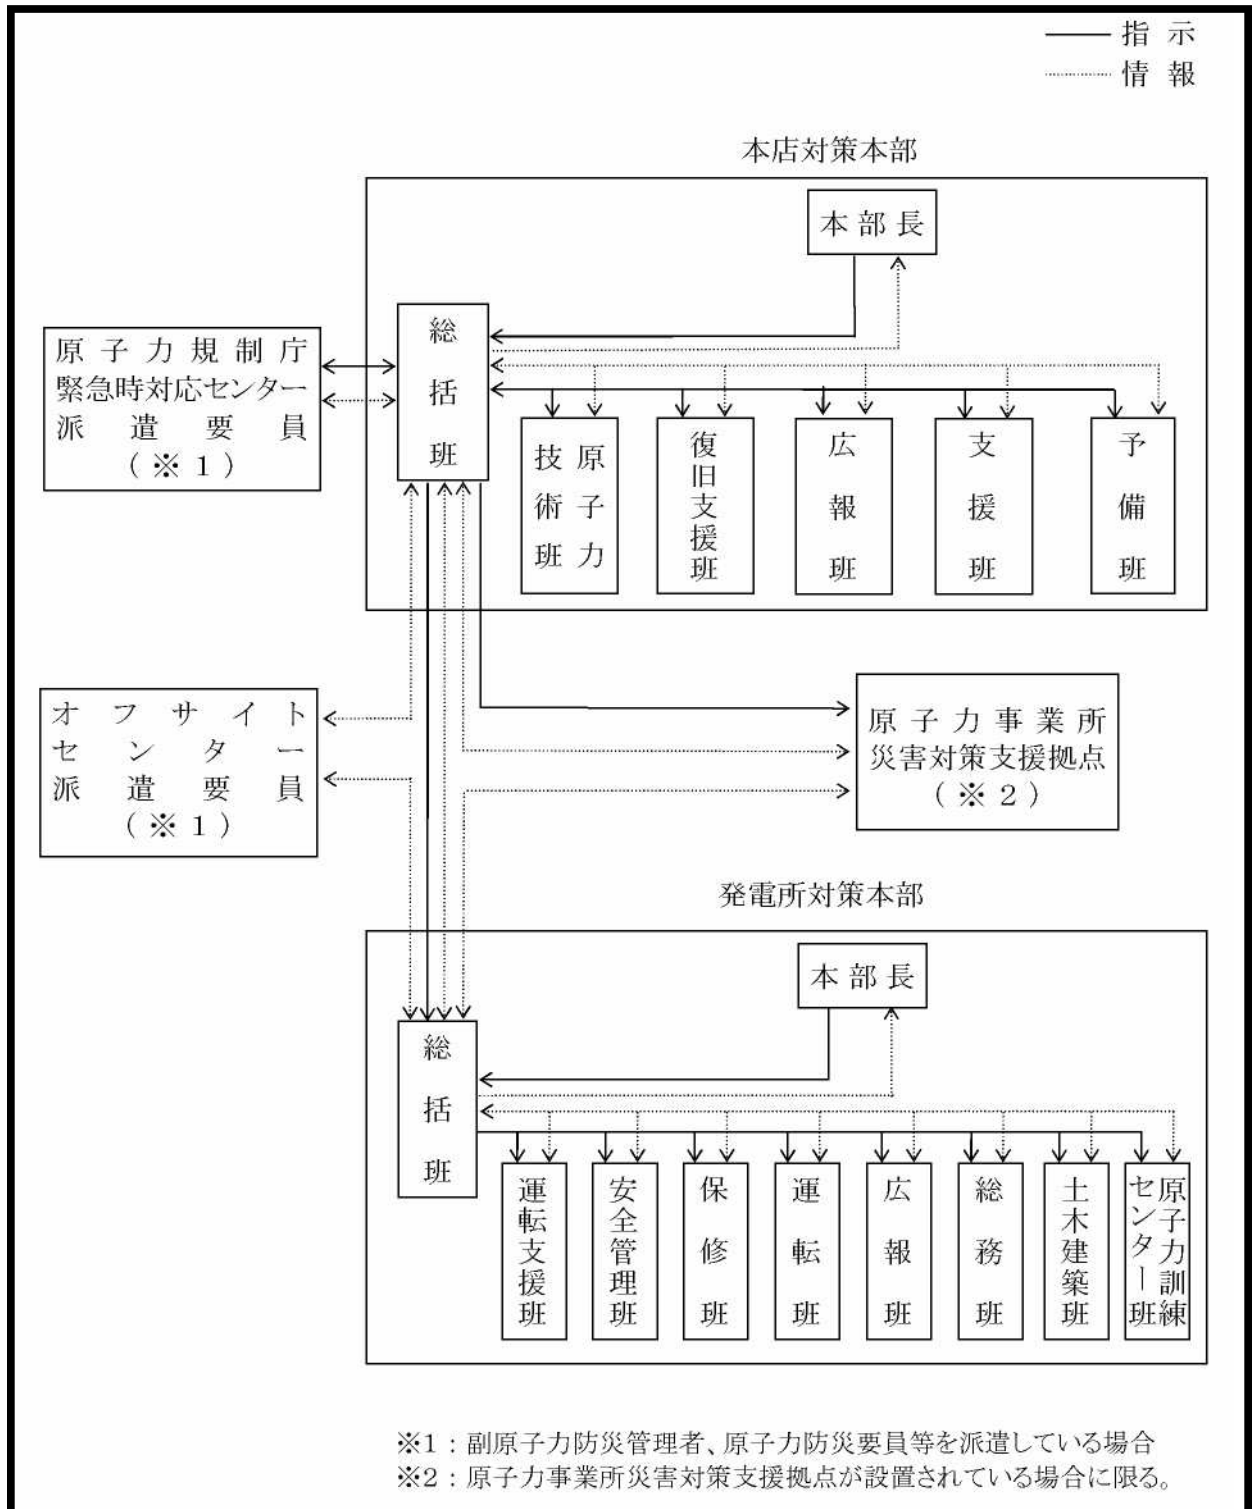 指示
情報
本店対策本部
本部長
総括班
原子力規制庁
緊急時対応センター
派遣要員
(※1)
原子力
技術班
復旧支援班
広報班
支援班
予備班
オフサイト
センター
派遣要員
(※1)
原子力事業所
災害対策支援拠点
(※2)
発電所対策本部
本部長
総括班
運転支援班
安全管理班
保修班
運転班
広報班
総務班
土木建築班
原子力訓練
センター班
※1：副原子力防災管理者、原子力防災要員等を派遣している場合
※2：原子力事業所災害対策支援拠点が設置されている場合に限る。